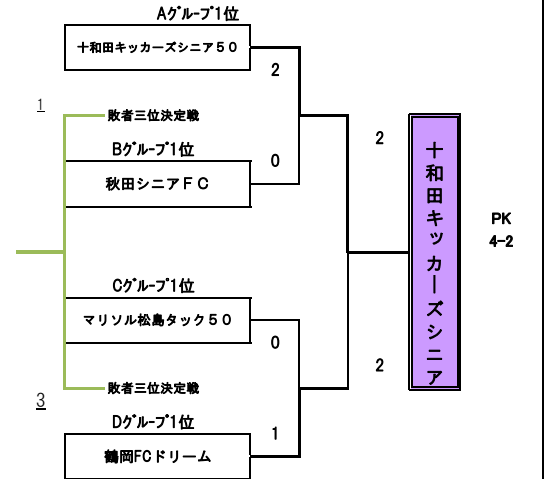 Aｸﾞﾙｰﾌﾟ1位
十和田キッカーズシニア５０
2
1
敗者三位決定戦
Bｸﾞﾙｰﾌﾟ1位
0
秋田シニアＦＣ
2
十和田キッカーズシニア
PK
4-2
Cｸﾞﾙｰﾌﾟ1位
マリソル松島タック５０
0
2
敗者三位決定戦
3
Dｸﾞﾙｰﾌﾟ1位
1
鶴岡FCドリーム